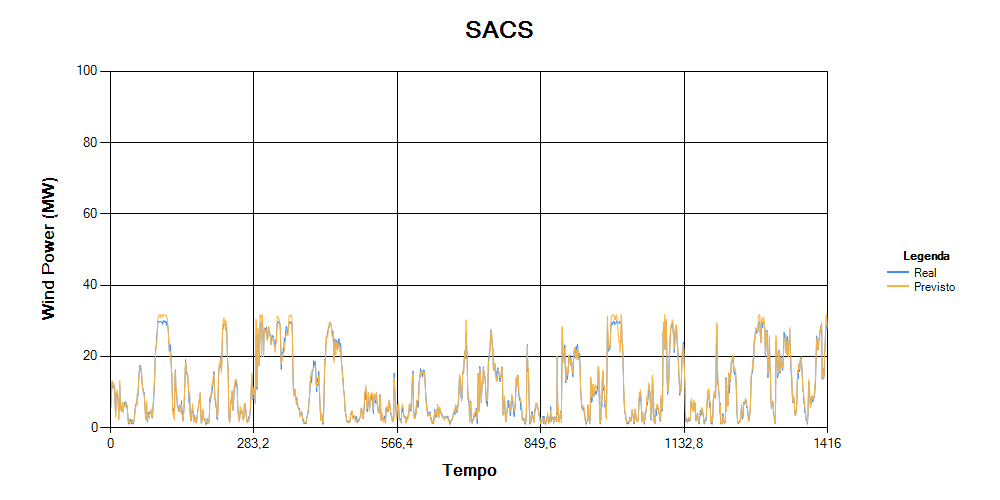 SACS
100
80
60
40
20
0
Wind Power (MW)
0 283,2 566,4 849,6 1132,8 1416
Tempo
Legenda
Real
Previsto